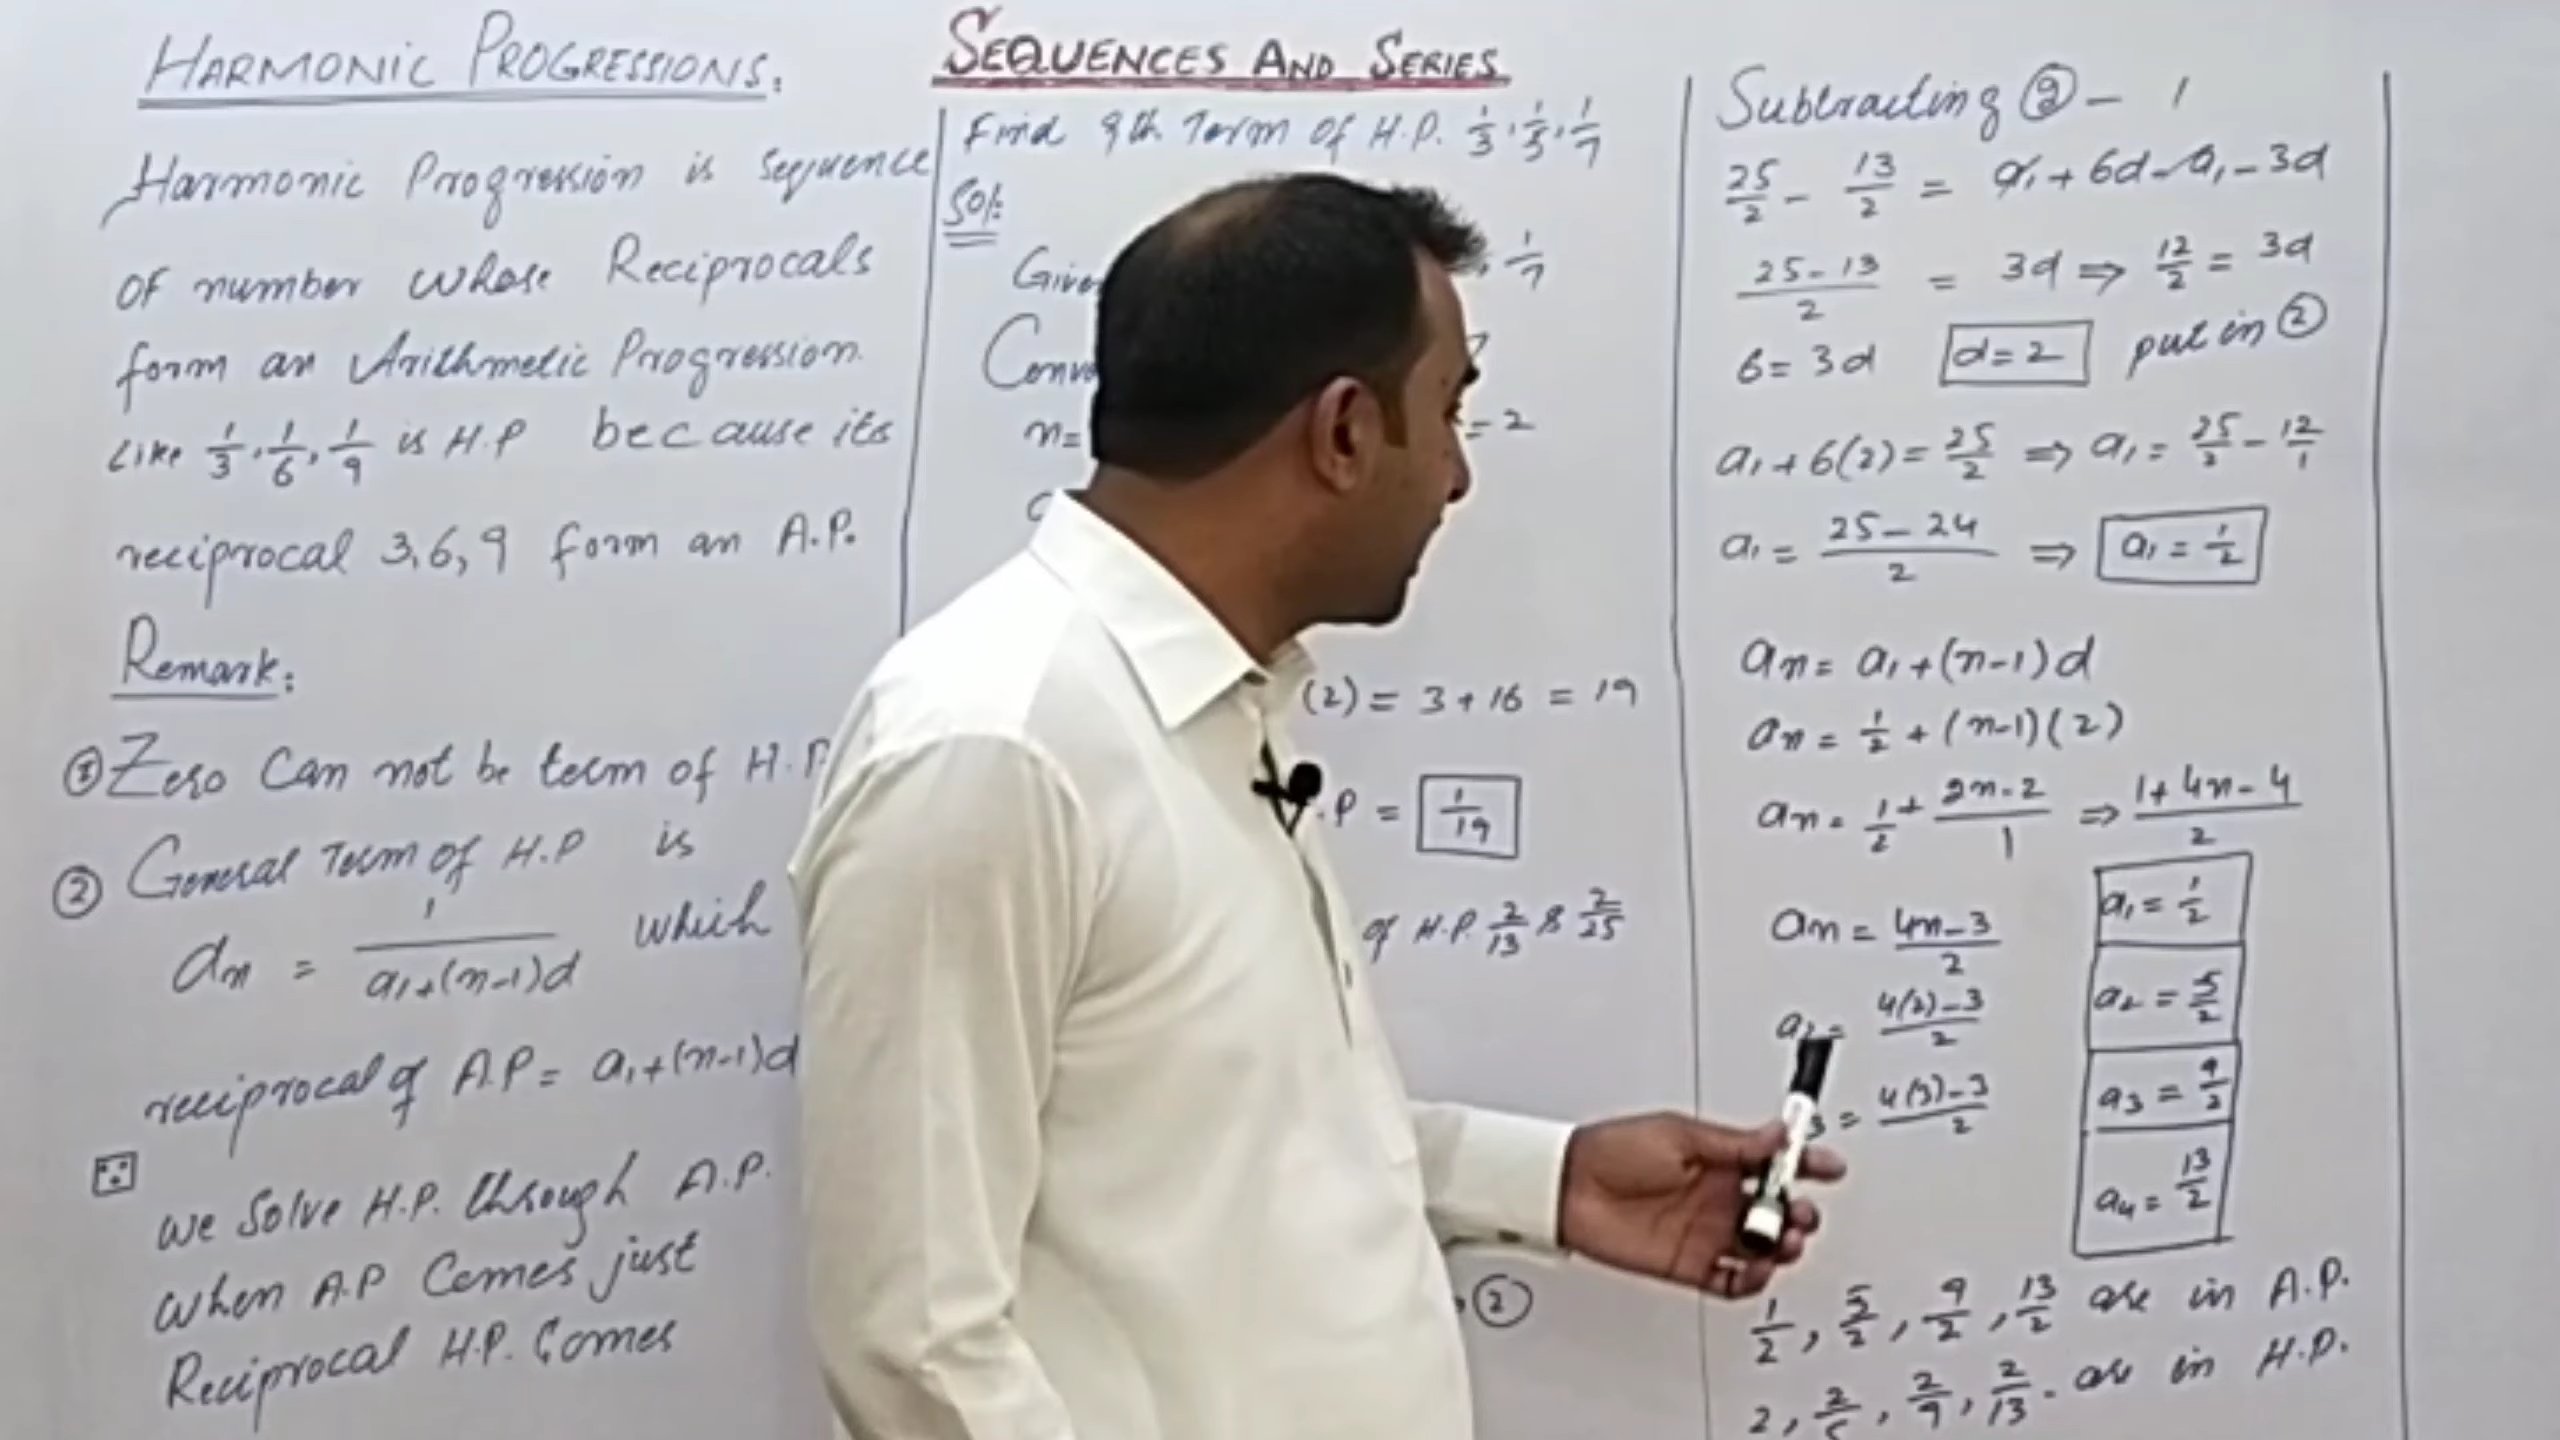 SEQUENCES AND SERIES
HARMONIC PROGRESSIONS:
Harmonic Progression is sequence
of number whose Reciprocals
form an Arithmetic Progression.
Like 1/3, 1/6, 1/9 is H.P because its
reciprocal 3,6,9 form an A.P.
Remark:
① Zero Can not be term of H.P
② General Term of H.P is
an = 1/(a1+(n-1)d) which
reciprocal of A.P = a1+(n-1)d
We Solve H.P. through A.P.
when A.P Comes just
Reciprocal H.P. Comes
Find 9th Term of H.P. 1/3, 1/5, 1/7
Sol:
, 1/7
n=
= 2
(2) = 3+16 = 19
.P = 1/19
of H.P. 2/13 & 2/25
②
Subtracting ② - 1
25/2 - 13/2 = a1 + 6d - a1 - 3d
(25-13)/2 = 3d ⇒ 12/2 = 3d
6 = 3d d=2 put in ②
a1 + 6(2) = 25/2 ⇒ a1 = 25/2 - 12/1
a1 = (25-24)/2 ⇒ a1 = 1/2
an = a1 + (n-1)d
an = 1/2 + (n-1)(2)
an = 1/2 + (2n-2)/1 ⇒ (1+4n-4)/2
an = (4n-3)/2
a2 = (4(2)-3)/2
3 = (4(3)-3)/2
a1 = 1/2
a2 = 5/2
a3 = 9/2
a4 = 13/2
1/2, 5/2, 9/2, 13/2 are in A.P.
2, 2/5, 2/9, 2/13. are in H.P.